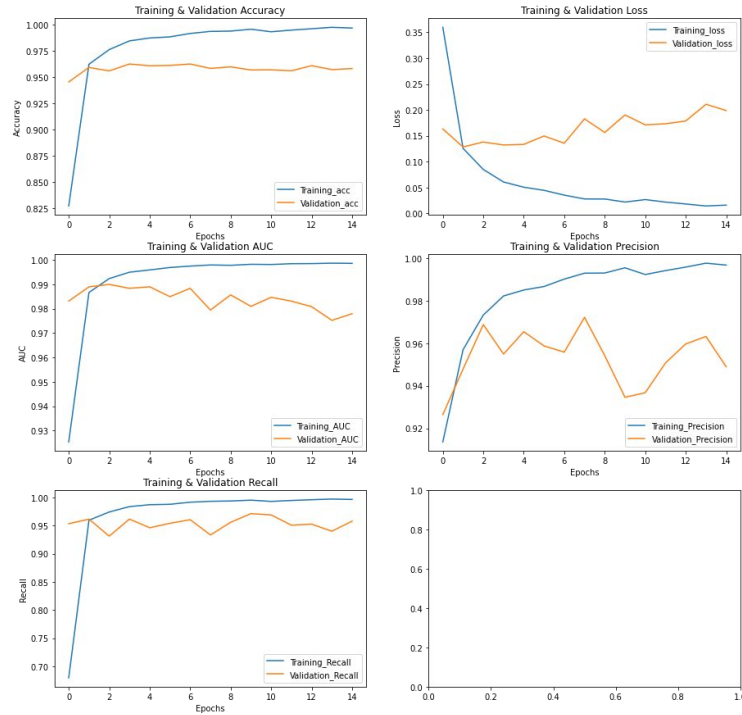 Training & Validation Accuracy
1.000
0.975
0.950
0.925
0.900
0.875
0.850
0.825
Accuracy
Training_acc
Validation_acc
0 2 4 6 8 10 12 14
Epochs
Training & Validation Loss
0.35
0.30
0.25
0.20
0.15
0.10
0.05
0.00
Loss
Training_loss
Validation_loss
0 2 4 6 8 10 12 14
Epochs
Training & Validation AUC
1.00
0.99
0.98
0.97
0.96
0.95
0.94
0.93
AUC
Training_AUC
Validation_AUC
0 2 4 6 8 10 12 14
Epochs
Training & Validation Precision
1.00
0.98
0.96
0.94
0.92
Precision
Training_Precision
Validation_Precision
0 2 4 6 8 10 12 14
Epochs
Training & Validation Recall
1.00
0.95
0.90
0.85
0.80
0.75
0.70
Recall
Training_Recall
Validation_Recall
0 2 4 6 8 10 12 14
Epochs
1.0
0.8
0.6
0.4
0.2
0.0
0.0 0.2 0.4 0.6 0.8 1.0